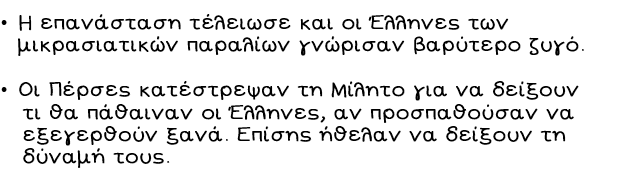 • Η επανάσταση τέλειωσε και οι Έλληνες των
μικρασιατικών παραλίων γνώρισαν βαρύτερο ζυγό.
• Οι Πέρσες κατέστρεψαν τη Μίλητο για να δείξουν
τι θα πάθαιναν οι Έλληνες, αν προσπαθούσαν να
εξεγερθούν ξανά. Επίσης ήθελαν να δείξουν τη
δύναμή τους.